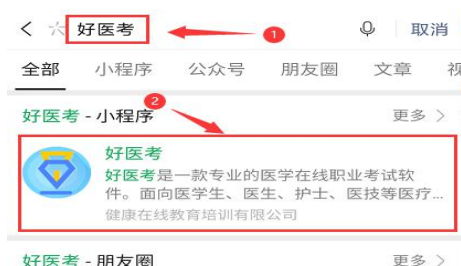 好医考 1 取消
全部 小程序 公众号 朋友圈 文章 视
2
好医考 - 小程序 更多 >
好医考
好医考是一款专业的医学在线职业考试软
件。面向医学生、医生、护士、医技等医疗...
健康在线教育培训有限公司
好医考 - 朋友圈 更多 >